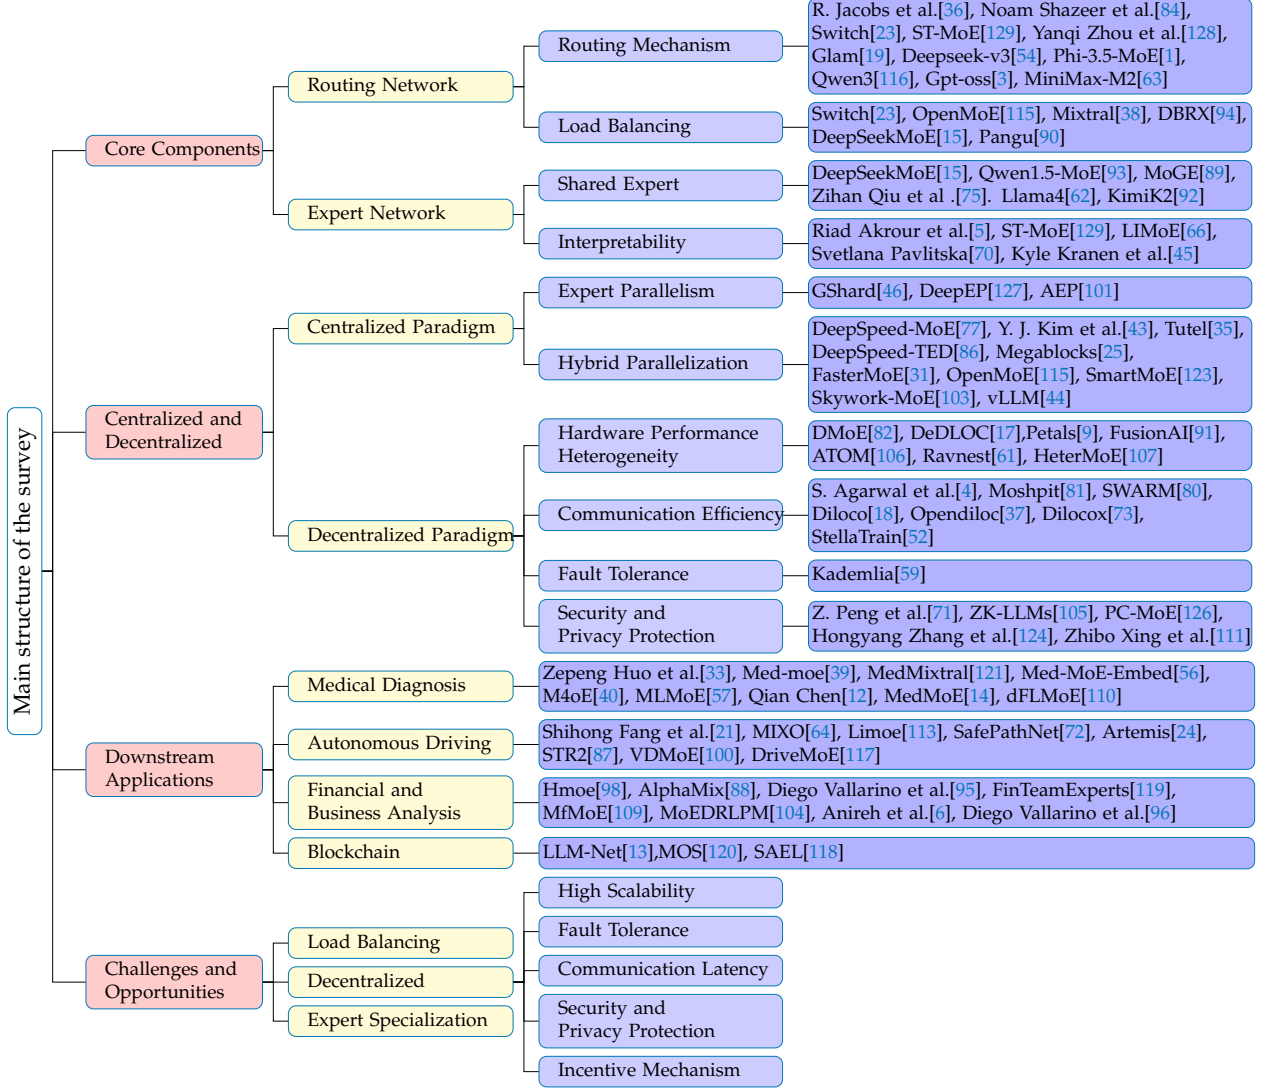 Main structure of the survey
Core Components
Routing Network
Routing Mechanism
R. Jacobs et al.[36], Noam Shazeer et al.[84],
Switch[23], ST-MoE[129], Yanqi Zhou et al.[128],
Glam[19], Deepseek-v3[54], Phi-3.5-MoE[1],
Qwen3[116], Gpt-oss[3], MiniMax-M2[63]
Load Balancing
Switch[23], OpenMoE[115], Mixtral[38], DBRX[94],
DeepSeekMoE[15], Pangu[90]
Expert Network
Shared Expert
DeepSeekMoE[15], Qwen1.5-MoE[93], MoGE[89],
Zihan Qiu et al .[75]. Llama4[62], KimiK2[92]
Interpretability
Riad Akrour et al.[5], ST-MoE[129], LIMoE[66],
Svetlana Pavlitska[70], Kyle Kranen et al.[45]
Centralized and
Decentralized
Centralized Paradigm
Expert Parallelism
GShard[46], DeepEP[127], AEP[101]
Hybrid Parallelization
DeepSpeed-MoE[77], Y. J. Kim et al.[43], Tutel[35],
DeepSpeed-TED[86], Megablocks[25],
FasterMoE[31], OpenMoE[115], SmartMoE[123],
Skywork-MoE[103], vLLM[44]
Decentralized Paradigm
Hardware Performance
Heterogeneity
DMoE[82], DeDLOC[17],Petals[9], FusionAI[91],
ATOM[106], Ravnest[61], HeterMoE[107]
Communication Efficiency
S. Agarwal et al.[4], Moshpit[81], SWARM[80],
Diloco[18], Opendiloc[37], Dilocox[73],
StellaTrain[52]
Fault Tolerance
Kademlia[59]
Security and
Privacy Protection
Z. Peng et al.[71], ZK-LLMs[105], PC-MoE[126],
Hongyang Zhang et al.[124], Zhibo Xing et al.[111]
Downstream
Applications
Medical Diagnosis
Zepeng Huo et al.[33], Med-moe[39], MedMixtral[121], Med-MoE-Embed[56],
M4oE[40], MLMoE[57], Qian Chen[12], MedMoE[14], dFLMoE[110]
Autonomous Driving
Shihong Fang et al.[21], MIXO[64], Limoe[113], SafePathNet[72], Artemis[24],
STR2[87], VDMoE[100], DriveMoE[117]
Financial and
Business Analysis
Hmoe[98], AlphaMix[88], Diego Vallarino et al.[95], FinTeamExperts[119],
MfMoE[109], MoEDRLPM[104], Anireh et al.[6], Diego Vallarino et al.[96]
Blockchain
LLM-Net[13],MOS[120], SAEL[118]
Challenges and
Opportunities
Load Balancing
Decentralized
High Scalability
Fault Tolerance
Communication Latency
Security and
Privacy Protection
Incentive Mechanism
Expert Specialization